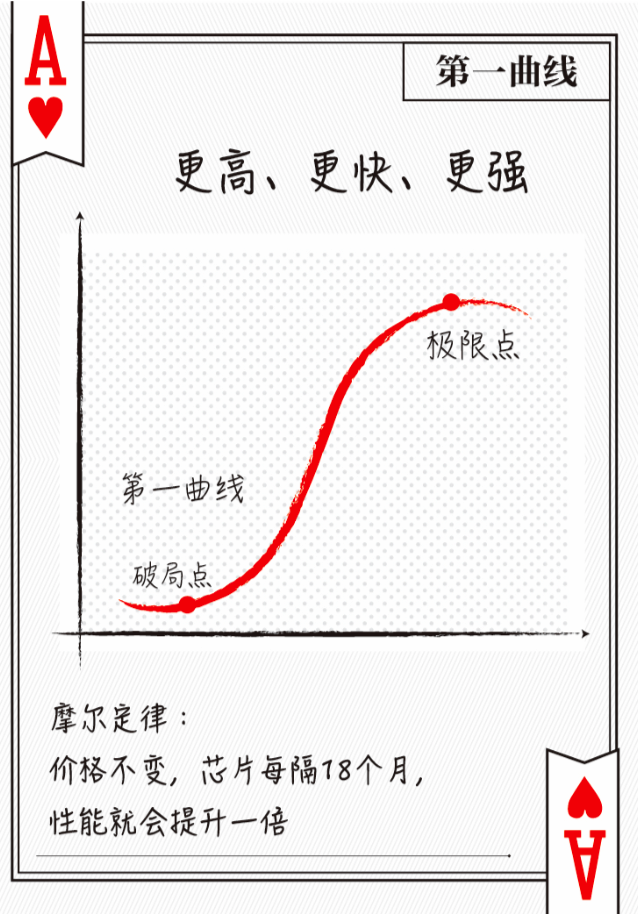 A
第一曲线
更高、更快、更强
极限点
第一曲线
破局点
摩尔定律：
价格不变，芯片每隔18个月，
性能就会提升一倍
A